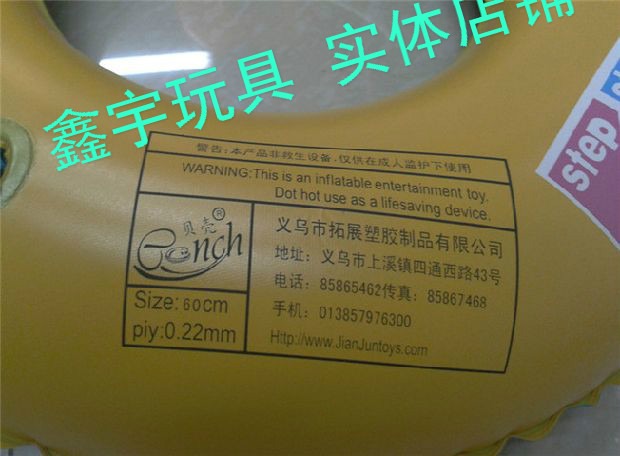 鑫宇玩具 实体店铺
step
警告:本产品非救生设备,仅供在成人监护下使用
WARNING:This is an inflatable entertainment toy.
Dot hot use as a lifesaving device.
贝壳®
Conch
Size:60cm
piy:0.22mm
义乌市拓展塑胶制品有限公司
地址:义乌市上溪镇四通西路43号
电话:85865462传真:85867468
手机:013857976300
Http://www.JianJuntoys.com